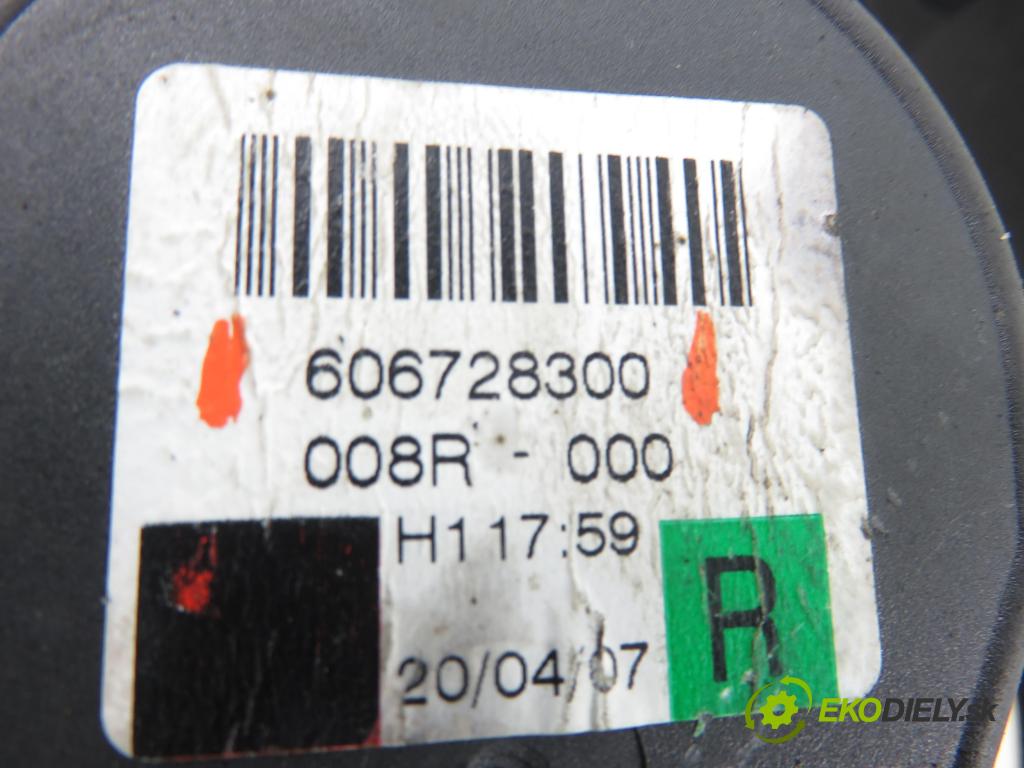 606728300
008R - 000
H1 17:59
R
20/04/07
EKODIELY.sk